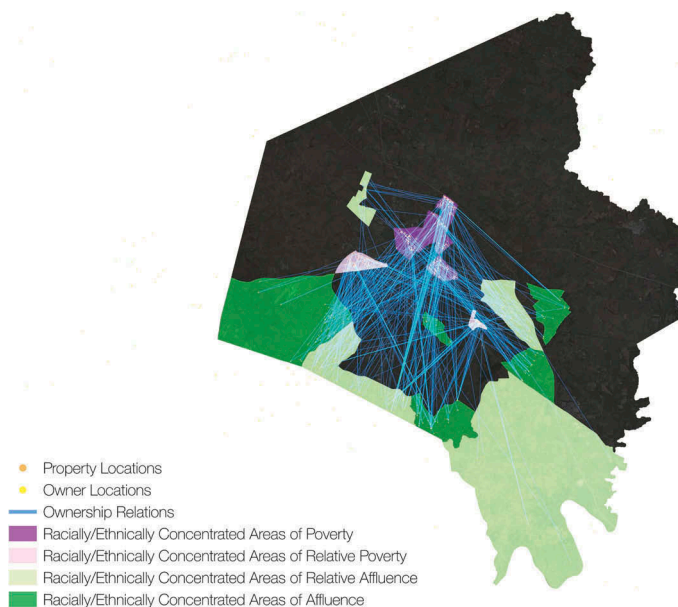 Property Locations
Owner Locations
Ownership Relations
Racially/Ethnically Concentrated Areas of Poverty
Racially/Ethnically Concentrated Areas of Relative Poverty
Racially/Ethnically Concentrated Areas of Relative Affluence
Racially/Ethnically Concentrated Areas of Affluence